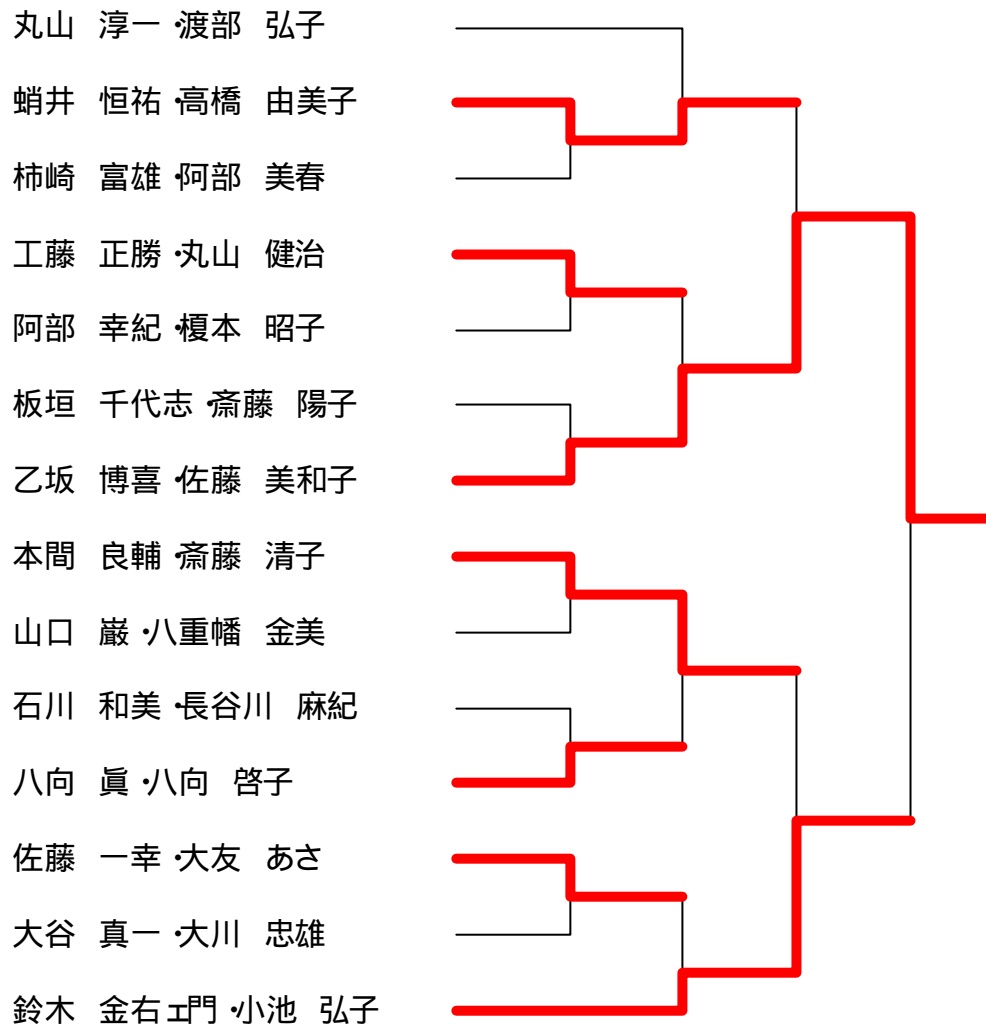 丸山 淳一・渡部 弘子
蛸井 恒祐・高橋 由美子
柿崎 富雄・阿部 美春
工藤 正勝・丸山 健治
阿部 幸紀・榎本 昭子
板垣 千代志・斎藤 陽子
乙坂 博喜・佐藤 美和子
本間 良輔・斎藤 清子
山口 巌・八重幡 金美
石川 和美・長谷川 麻紀
八向 眞・八向 啓子
佐藤 一幸・大友 あさ
大谷 真一・大川 忠雄
鈴木 金右ェ門・小池 弘子